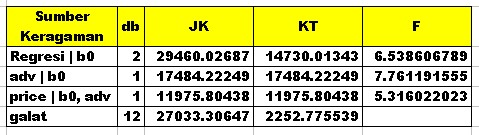 Sumber Keragaman db JK KT F
Regresi | b0 2 29460.02687 14730.01343 6.538606789
adv | b0 1 17484.22249 17484.22249 7.761191555
price | b0, adv 1 11975.80438 11975.80438 5.316022023
galat 12 27033.30647 2252.775539